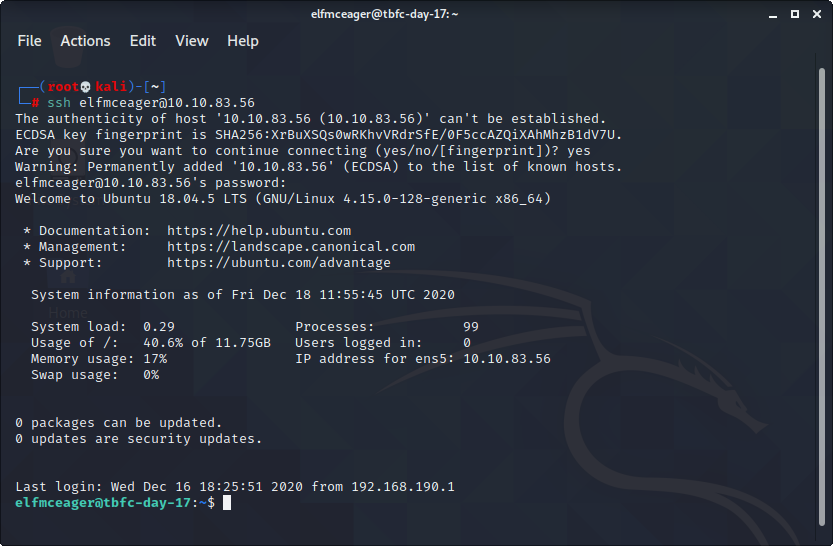 elfmceager@tbfc-day-17: ~
File Actions Edit View Help
┌──(root💀kali)-[~]
└─# ssh elfmceager@10.10.83.56
The authenticity of host '10.10.83.56 (10.10.83.56)' can't be established.
ECDSA key fingerprint is SHA256:XrBuXSQs0wRKhvVRdrSfE/0F5ccAZQiXAhMhzB1dV7U.
Are you sure you want to continue connecting (yes/no/[fingerprint])? yes
Warning: Permanently added '10.10.83.56' (ECDSA) to the list of known hosts.
elfmceager@10.10.83.56's password:
Welcome to Ubuntu 18.04.5 LTS (GNU/Linux 4.15.0-128-generic x86_64)
* Documentation: https://help.ubuntu.com
* Management: https://landscape.canonical.com
* Support: https://ubuntu.com/advantage
System information as of Fri Dec 18 11:55:45 UTC 2020
Home
System load: 0.29 Processes: 99
Usage of /: 40.6% of 11.75GB Users logged in: 0
Memory usage: 17% IP address for ens5: 10.10.83.56
Swap usage: 0%
0 packages can be updated.
0 updates are security updates.
Last login: Wed Dec 16 18:25:51 2020 from 192.168.190.1
elfmceager@tbfc-day-17:~$